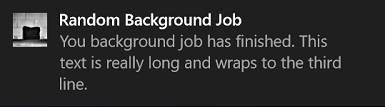 Random Background Job
You background job has finished. This
text is really long and wraps to the third
line.